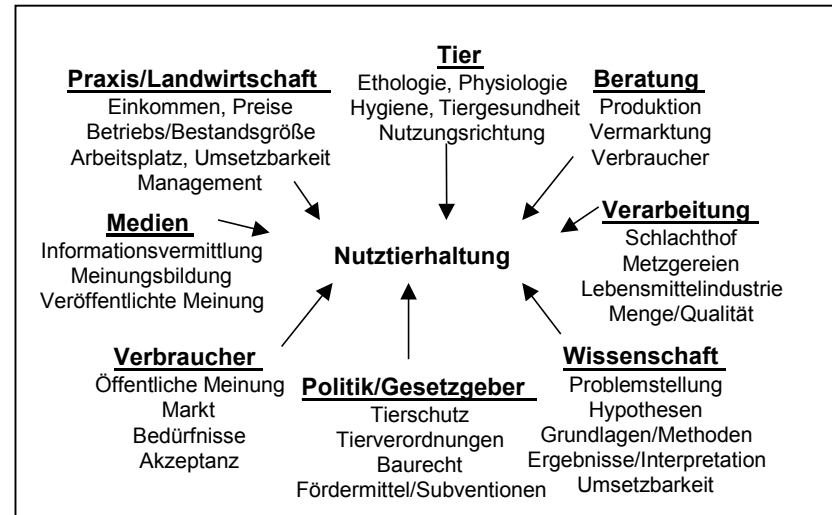 Praxis/Landwirtschaft
Einkommen, Preise
Betriebs/Bestandsgröße
Arbeitsplatz, Umsetzbarkeit
Management
Tier
Ethologie, Physiologie
Hygiene, Tiergesundheit
Nutzungsrichtung
Beratung
Produktion
Vermarktung
Verbraucher
Medien
Informationsvermittlung
Meinungsbildung
Veröffentlichte Meinung
Nutztierhaltung
Verarbeitung
Schlachthof
Metzgereien
Lebensmittelindustrie
Menge/Qualität
Verbraucher
Öffentliche Meinung
Markt
Bedürfnisse
Akzeptanz
Politik/Gesetzgeber
Tierschutz
Tierverordnungen
Baurecht
Fördermittel/Subventionen
Wissenschaft
Problemstellung
Hypothesen
Grundlagen/Methoden
Ergebnisse/Interpretation
Umsetzbarkeit